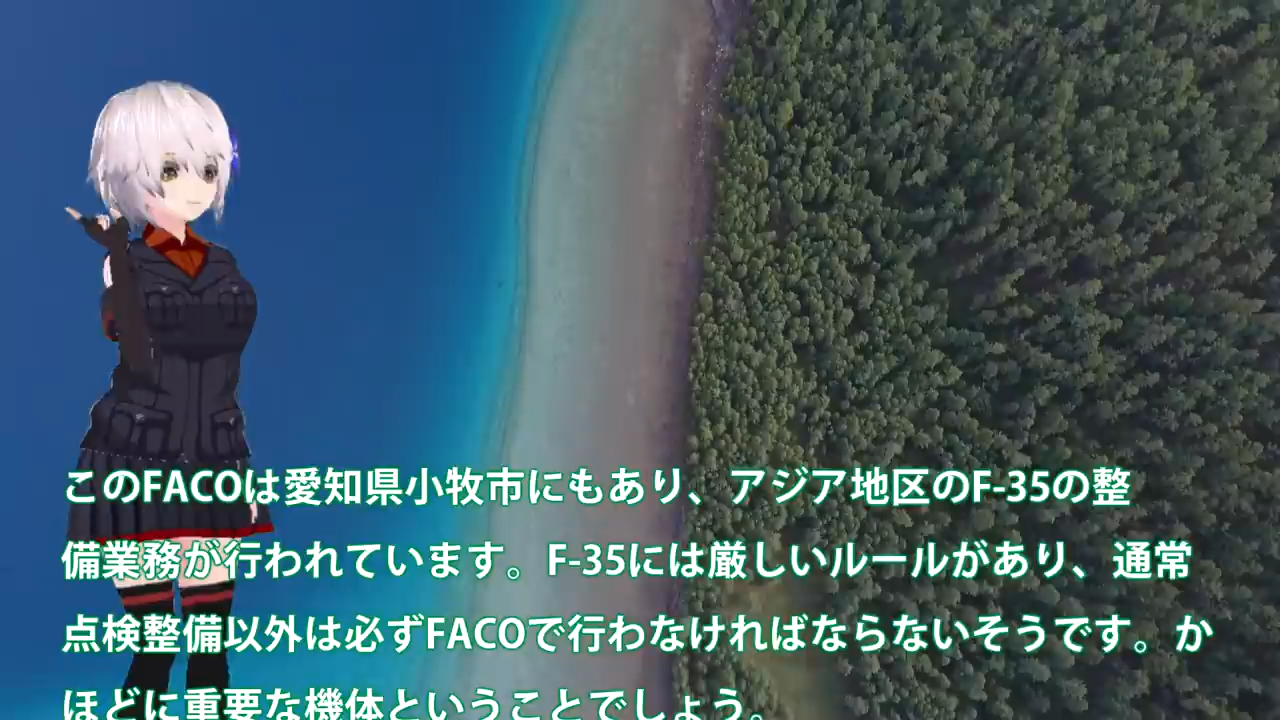 このFACOは愛知県小牧市にもあり、アジア地区のF-35の整
備業務が行われています。F-35には厳しいルールがあり、通常
点検整備以外は必ずFACOで行わなければならないそうです。か
ほどに重要な機体ということでしょう。